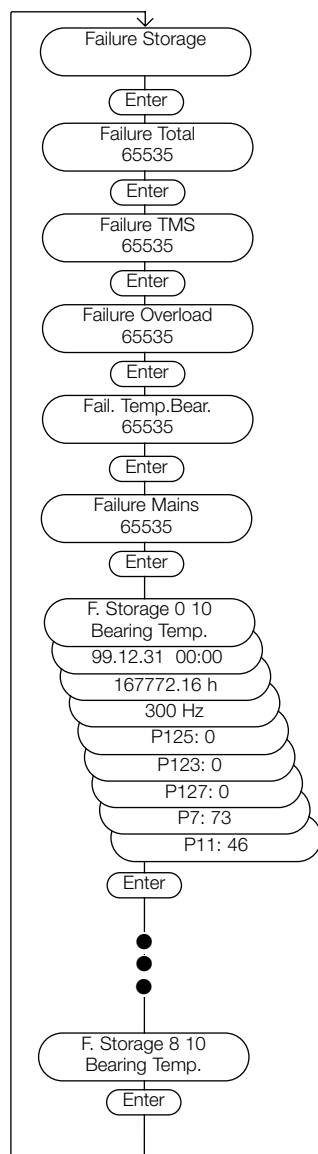 Failure Storage
Enter
Failure Total
65535
Enter
Failure TMS
65535
Enter
Failure Overload
65535
Enter
Fail. Temp.Bear.
65535
Enter
Failure Mains
65535
Enter
F. Storage 0 10
Bearing Temp.
99.12.31 00:00
167772.16 h
300 Hz
P125: 0
P123: 0
P127: 0
P7: 73
P11: 46
Enter
F. Storage 8 10
Bearing Temp.
Enter